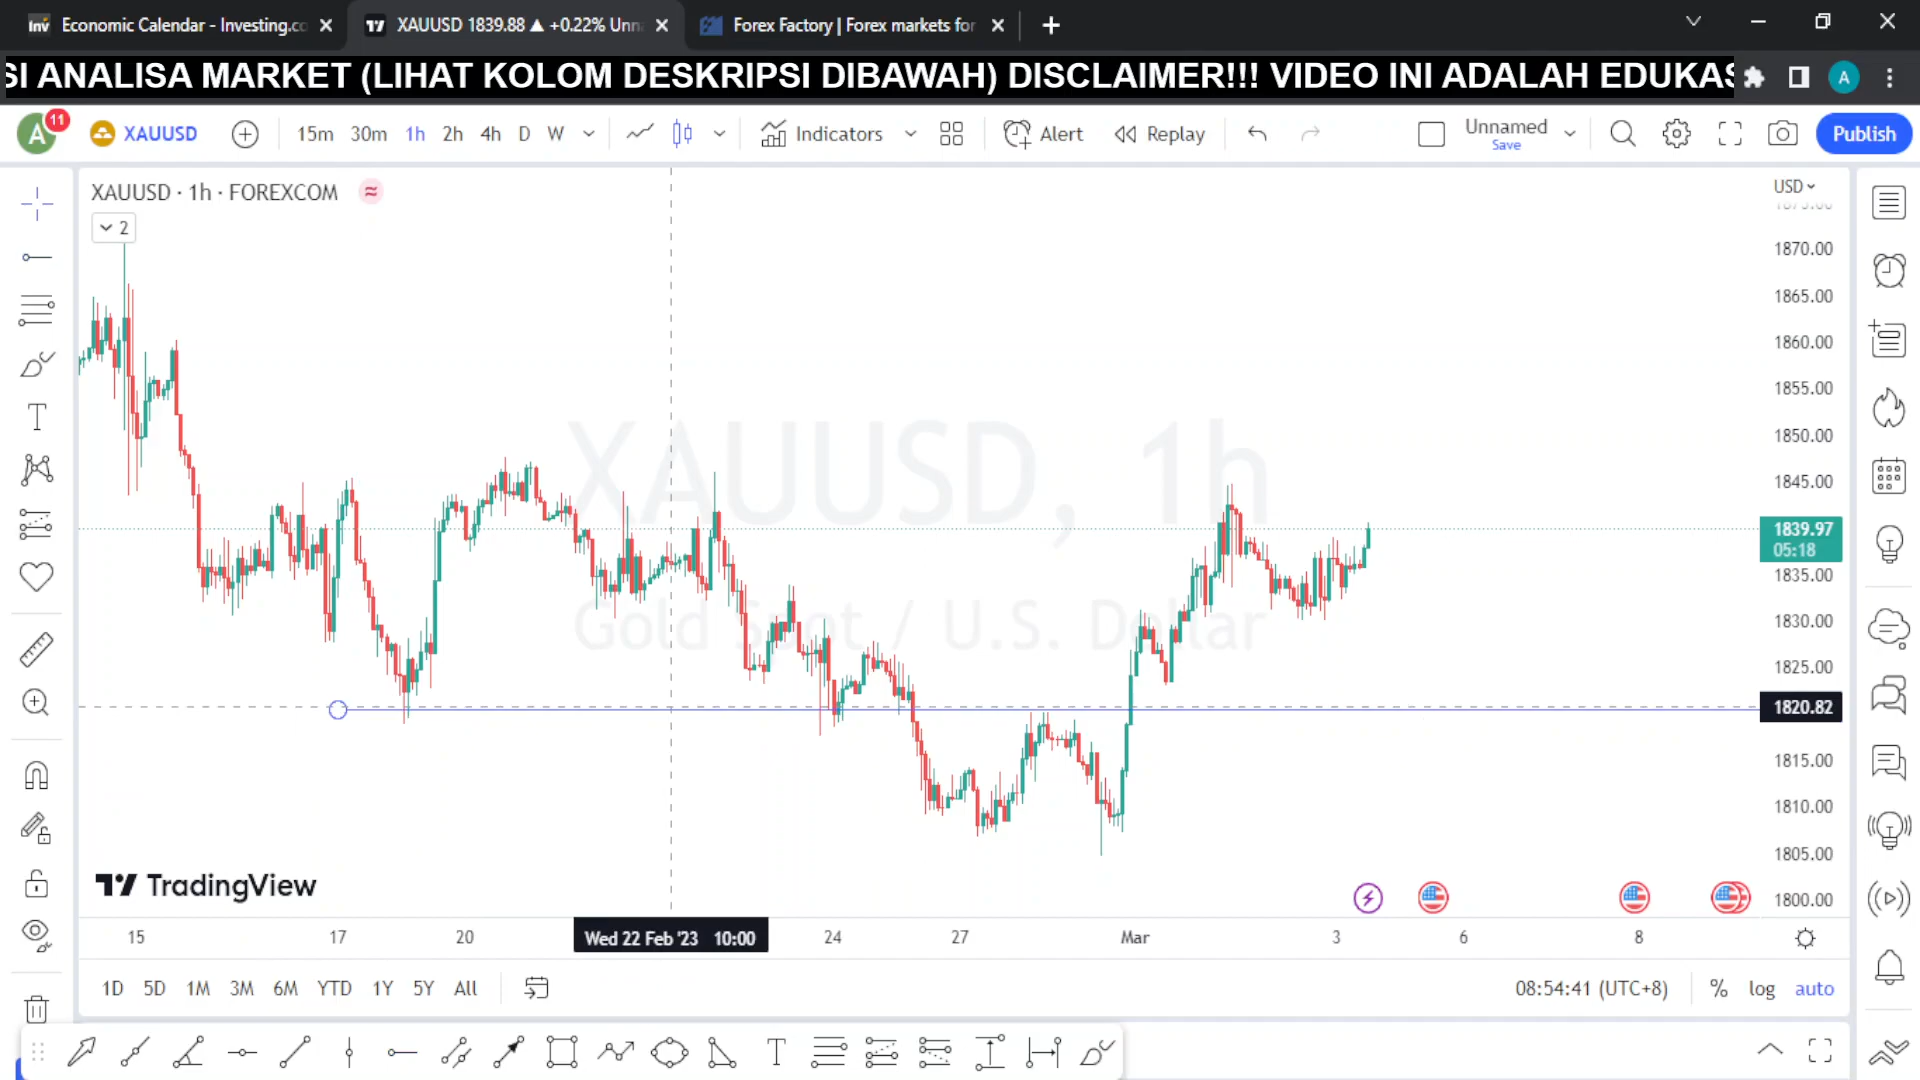 Inv Economic Calendar - Investing.co
XAUUSD 1839.88 ▲ +0.22% Unn
Forex Factory | Forex markets for
SI ANALISA MARKET (LIHAT KOLOM DESKRIPSI DIBAWAH) DISCLAIMER!!! VIDEO INI ADALAH EDUKAS
A
A 11 XAUUSD 15m 30m 1h 2h 4h D W Indicators Alert Replay Unnamed Save Publish
XAUUSD · 1h · FOREXCOM
2
USD
1875.00
1870.00
1865.00
1860.00
1855.00
1850.00
1845.00
1839.97
05:18
1835.00
1830.00
1825.00
1820.82
1815.00
1810.00
1805.00
1800.00
XAUUSD, 1h
Gold Spot / U.S. Dollar
TradingView
15 17 20 Wed 22 Feb '23 10:00 24 27 Mar 3 6 8
1D 5D 1M 3M 6M YTD 1Y 5Y All 08:54:41 (UTC+8) % log auto